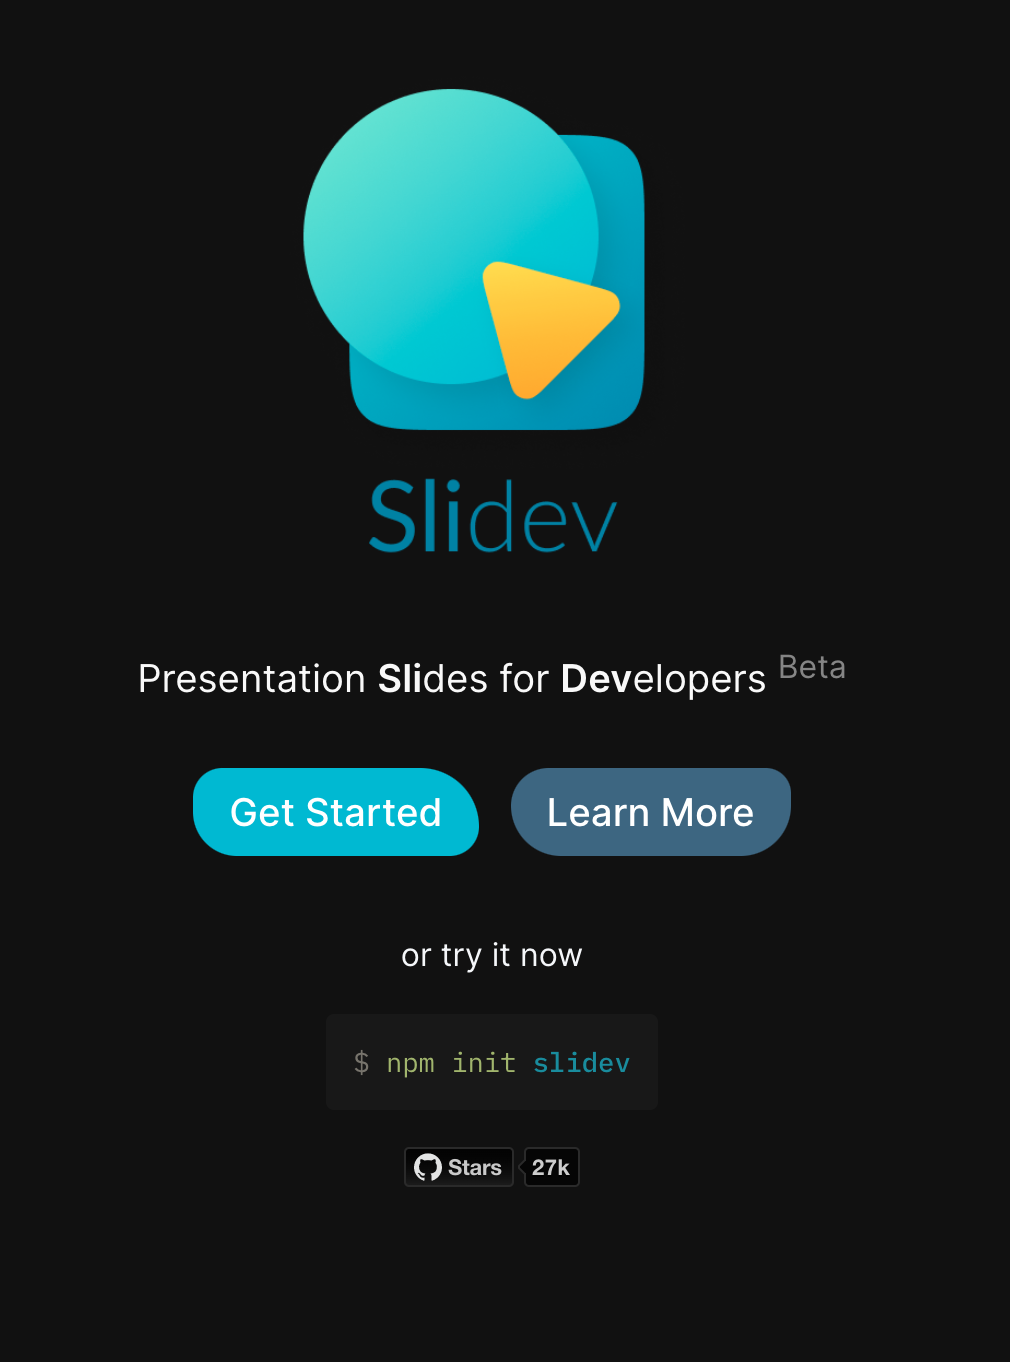 Slidev
Presentation Slides for Developers Beta
Get Started
Learn More
or try it now
$ npm init slidev
Stars 27k